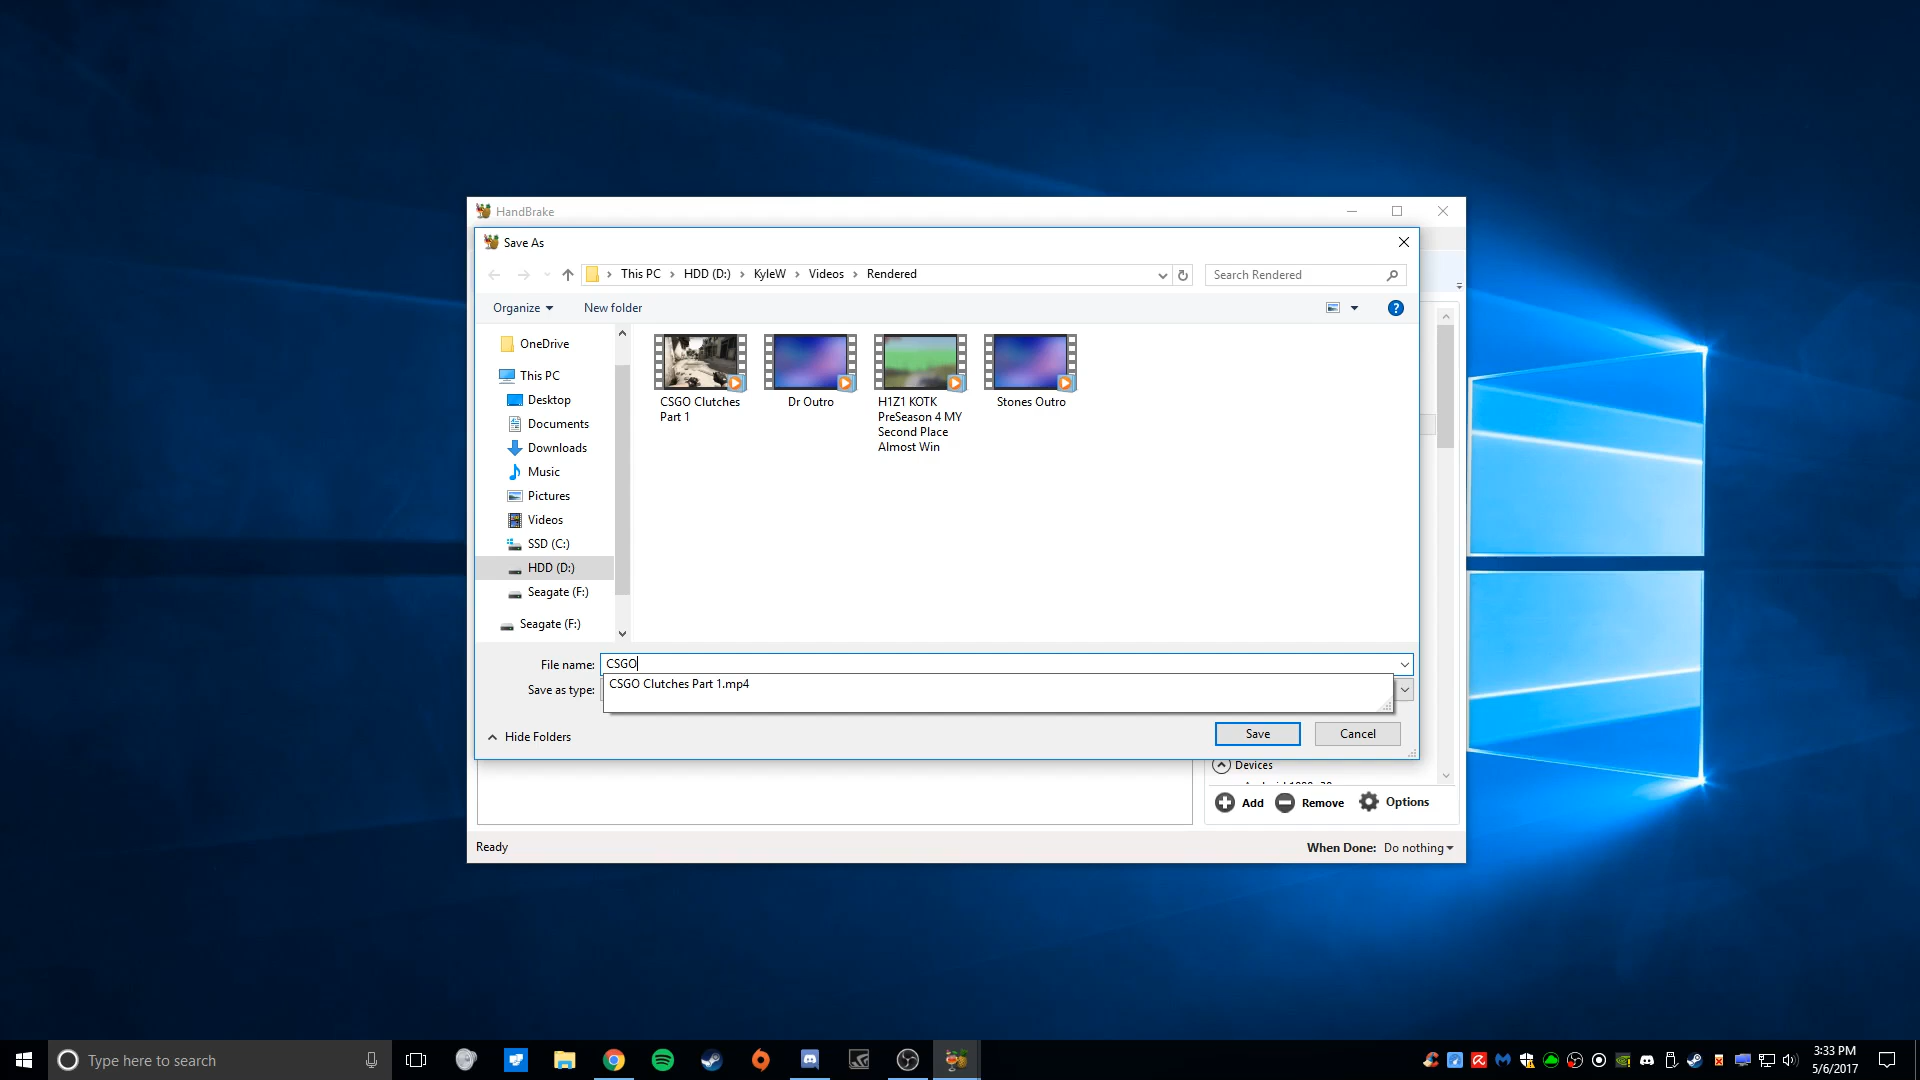 HandBrake
Save As
This PC > HDD (D:) > KyleW > Videos > Rendered
Search Rendered
Organize
New folder
OneDrive
This PC
Desktop
Documents
Downloads
Music
Pictures
Videos
SSD (C:)
HDD (D:)
Seagate (F:)
Seagate (F:)
CSGO Clutches
Part 1
Dr Outro
H1Z1 KOTK
PreSeason 4 MY
Second Place
Almost Win
Stones Outro
File name: CSGO
CSGO Clutches Part 1.mp4
Save as type:
Hide Folders
Save
Cancel
Devices
Add
Remove
Options
Ready
When Done: Do nothing
Type here to search
3:33 PM
5/6/2017